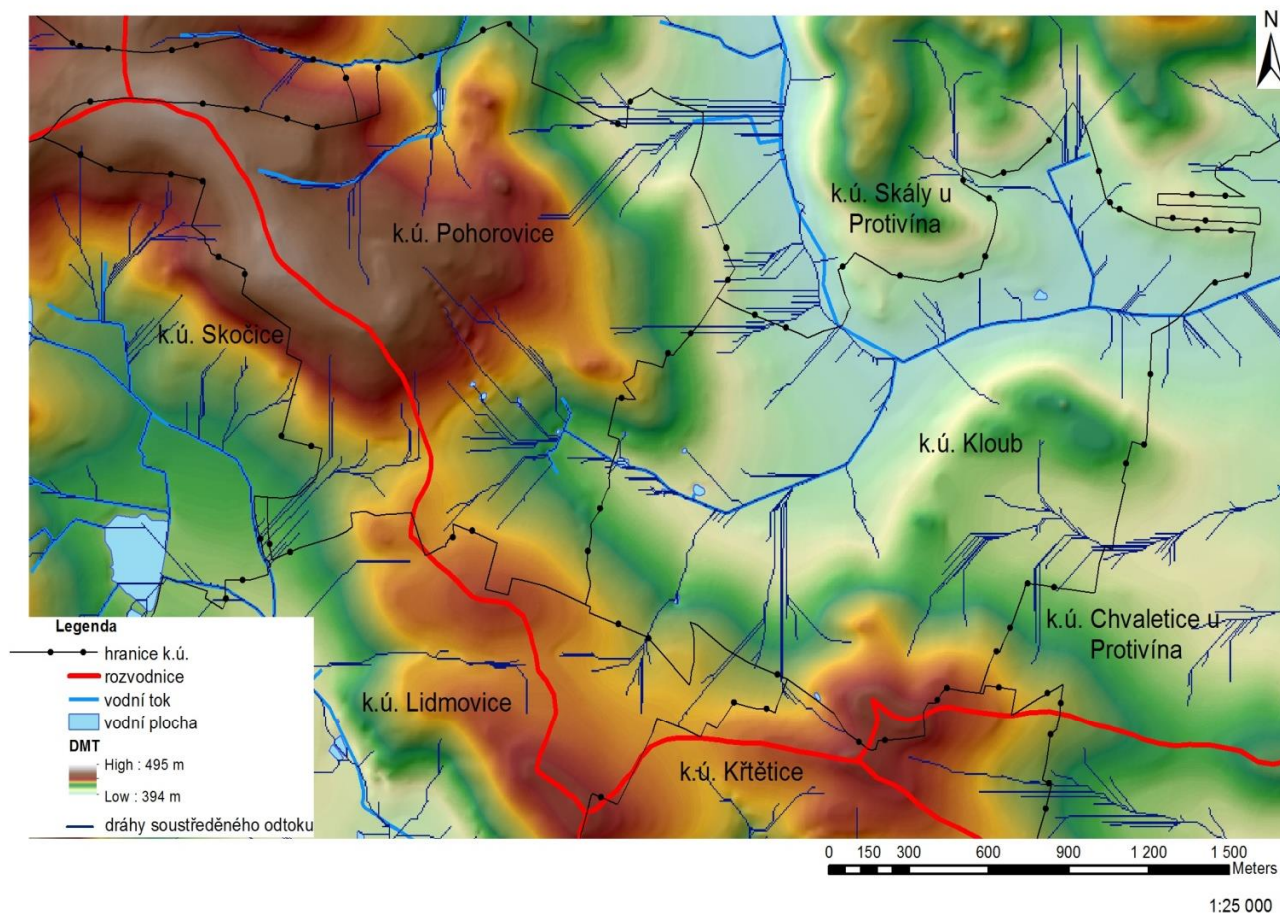 N
k.ú. Skály u
Protivína
k.ú. Pohorovice
k.ú. Skočice
k.ú. Kloub
k.ú. Chvaletice u
Protivína
k.ú. Lidmovice
k.ú. Křtětice
Legenda
hranice k.ú.
rozvodnice
vodní tok
vodní plocha
DMT
High : 495 m
Low : 394 m
dráhy soustředěného odtoku
0 150 300 600 900 1 200 1 500
Meters
1:25 000